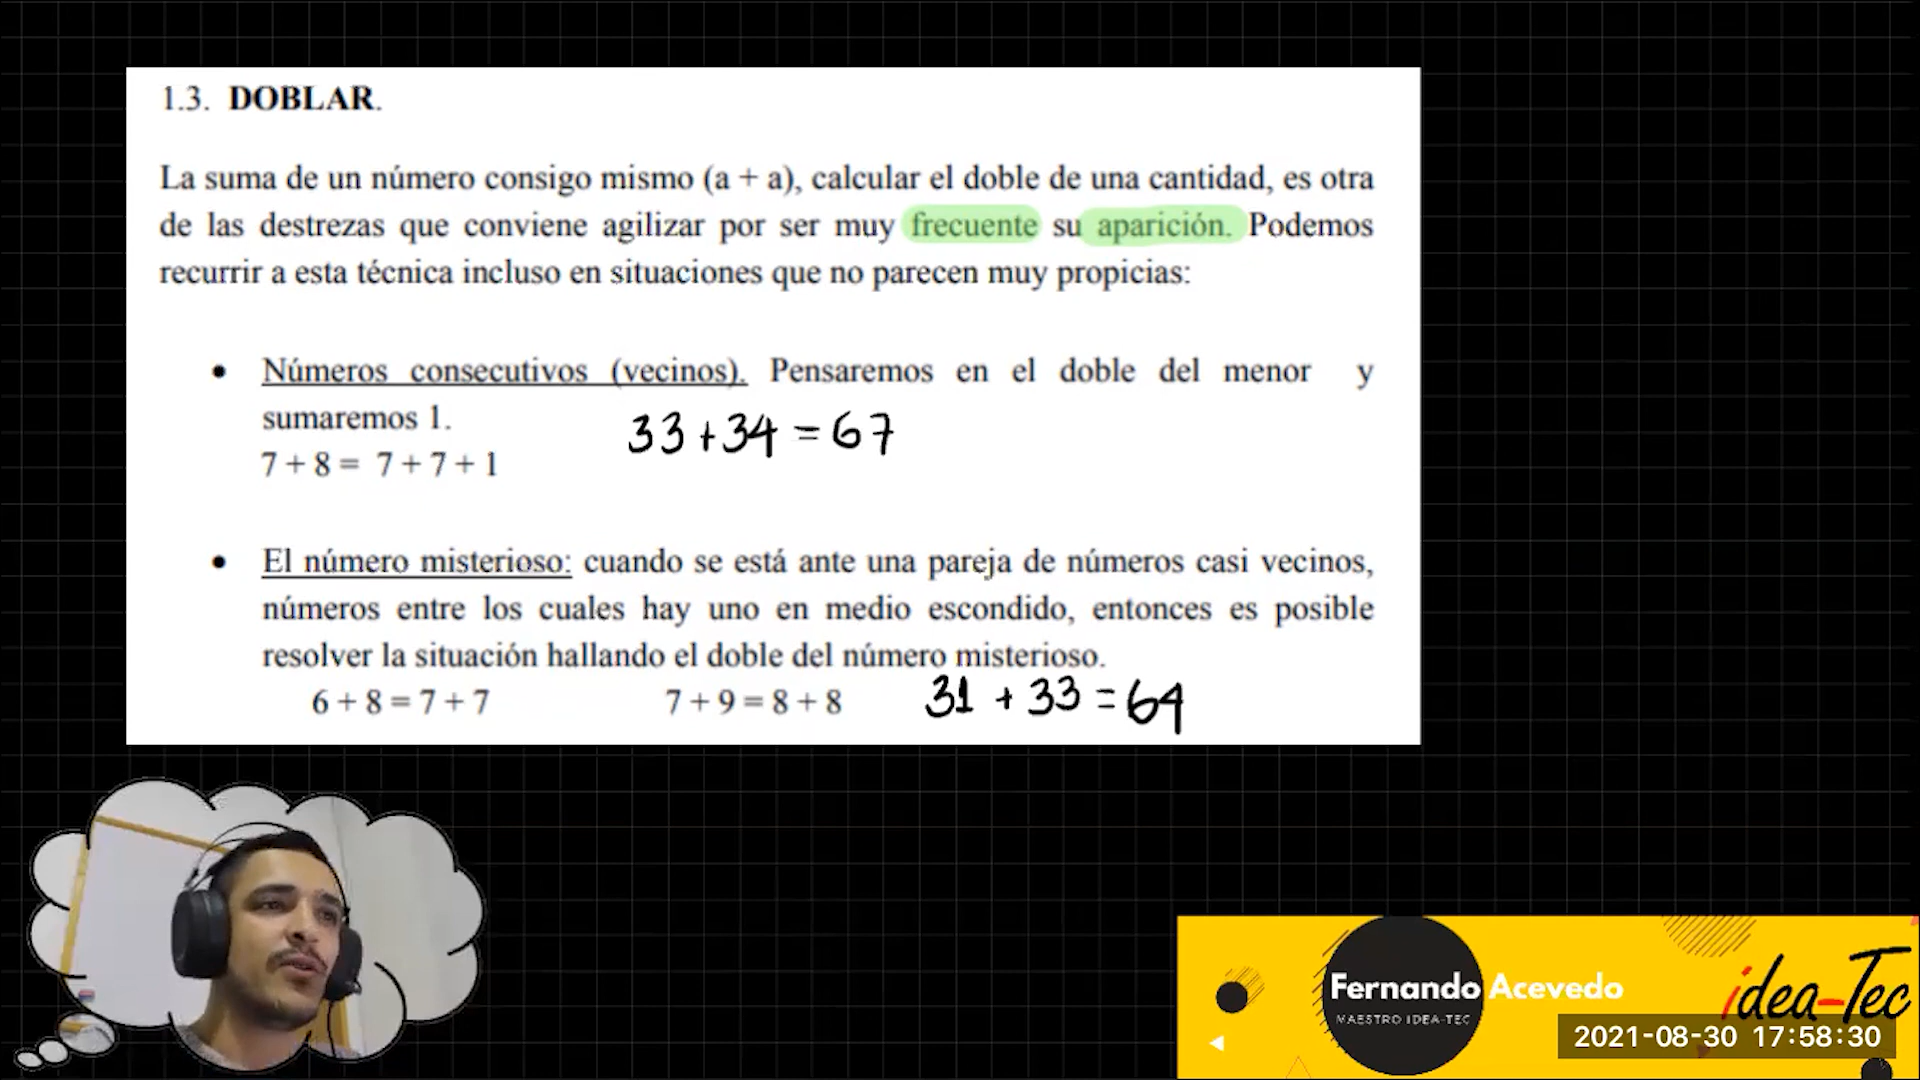 1.3. DOBLAR.
La suma de un número consigo mismo (a + a), calcular el doble de una cantidad, es otra
de las destrezas que conviene agilizar por ser muy frecuente su aparición. Podemos
recurrir a esta técnica incluso en situaciones que no parecen muy propicias:
• Números consecutivos (vecinos). Pensaremos en el doble del menor y
sumaremos 1.
33+34 = 67
7 + 8 = 7 + 7 + 1
• El número misterioso: cuando se está ante una pareja de números casi vecinos,
números entre los cuales hay uno en medio escondido, entonces es posible
resolver la situación hallando el doble del número misterioso.
6 + 8 = 7 + 7 7 + 9 = 8 + 8 31 + 33 = 64
Fernando Acevedo
MAESTRO IDEA-TEC
idea-Tec
2021-08-30 17:58:30